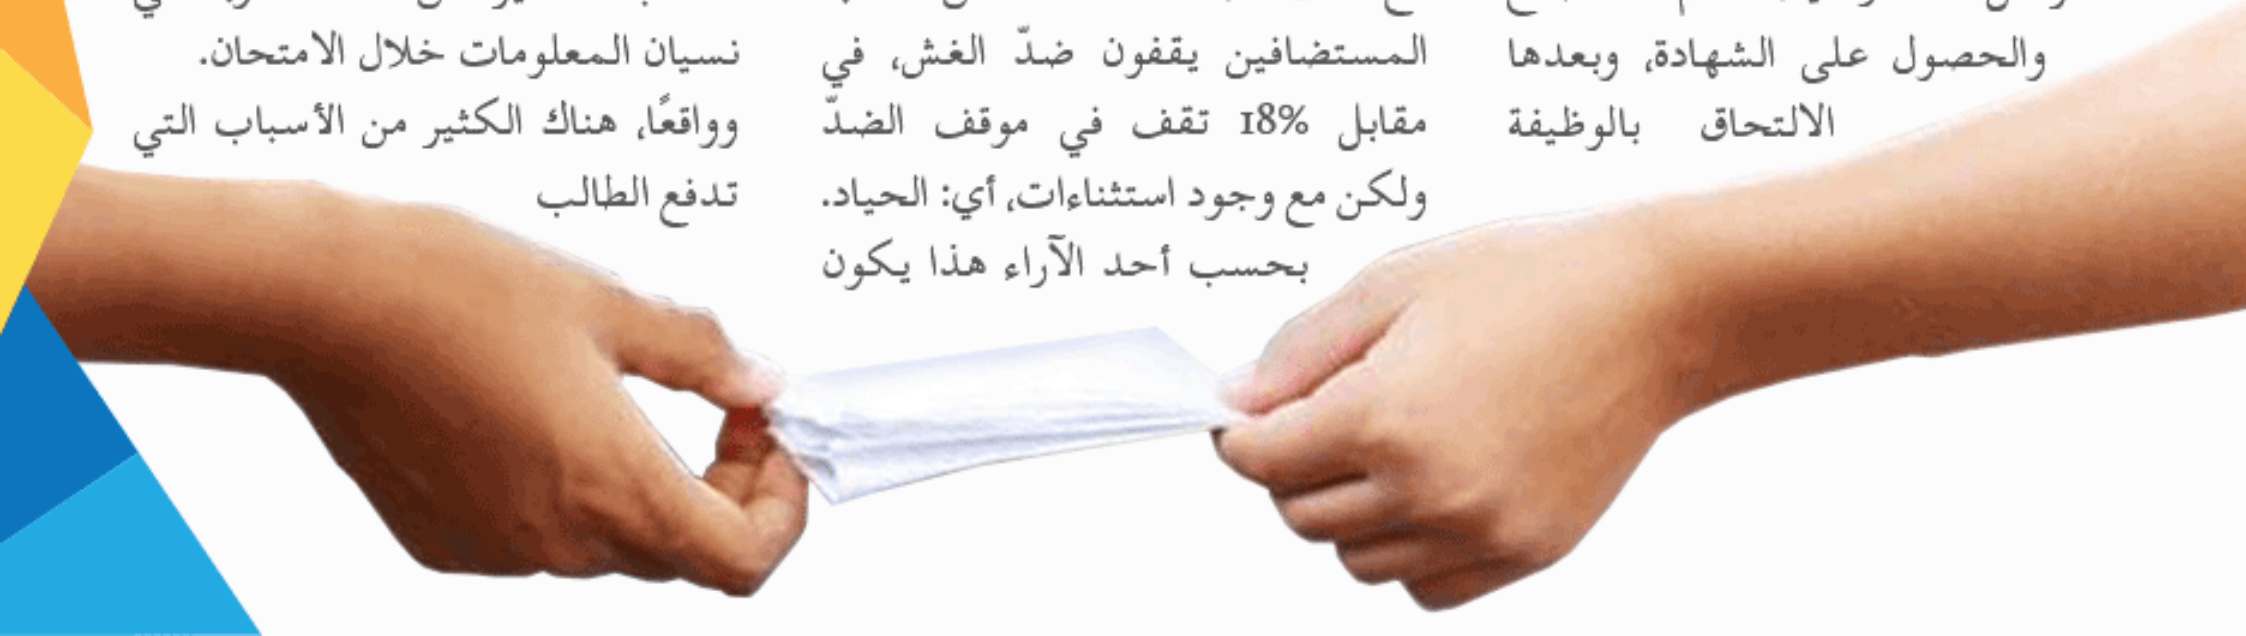 والحصول على الشهادة، وبعدها
الالتحاق بالوظيفة
المستضافين يقفون ضدّ الغش، في
مقابل 18% تقف في موقف الضدّ
ولكن مع وجود استثناءات، أي: الحياد.
بحسب أحد الآراء هذا يكون
نسيان المعلومات خلال الامتحان.
وواقعًا، هناك الكثير من الأسباب التي
تدفع الطالب